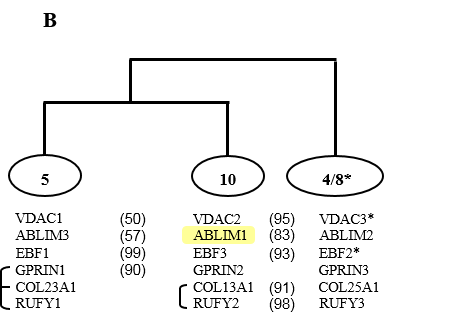 B
5 10 4/8*
VDAC1 (50) VDAC2 (95) VDAC3*
ABLIM3 (57) ABLIM1 (83) ABLIM2
EBF1 (99) EBF3 (93) EBF2*
GPRIN1 (90) GPRIN2 GPRIN3
COL23A1 COL13A1 (91) COL25A1
RUFY1 RUFY2 (98) RUFY3